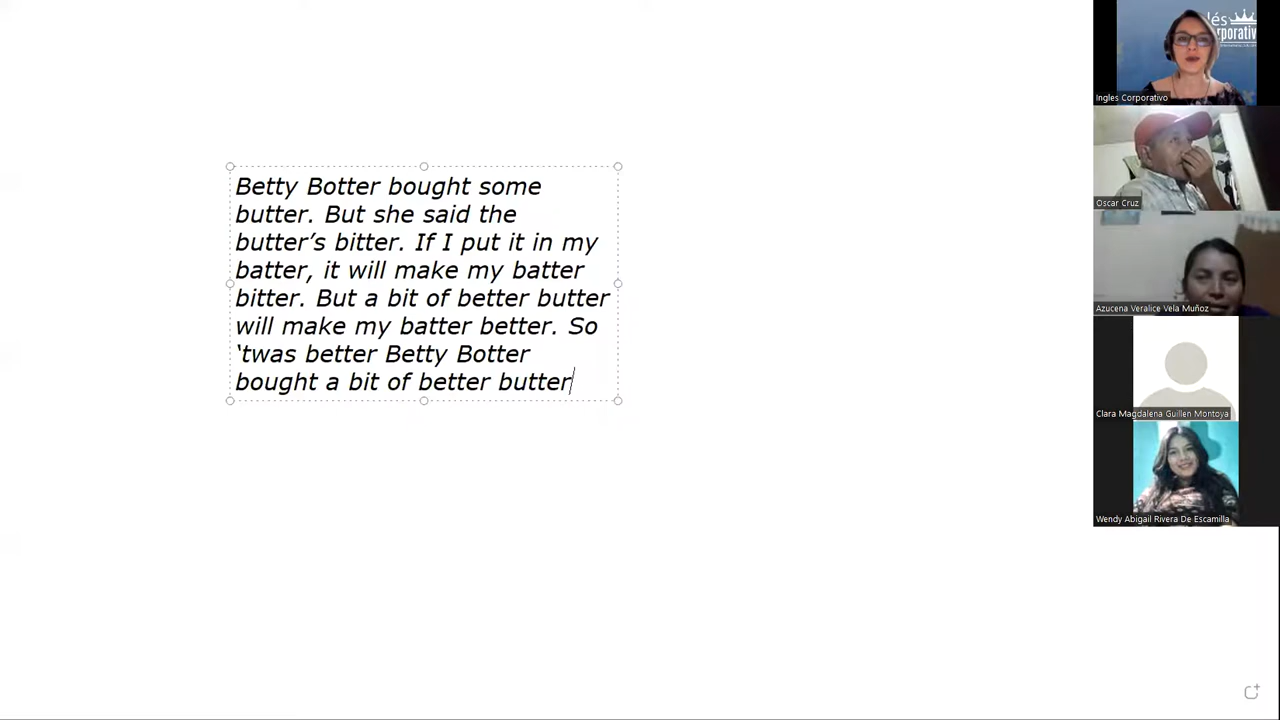 Betty Botter bought some
butter. But she said the
butter’s bitter. If I put it in my
batter, it will make my batter
bitter. But a bit of better butter
will make my batter better. So
‘twas better Betty Botter
bought a bit of better butter
Ingles Corporativo
Oscar Cruz
Azucena Veralice Vela Muñoz
Clara Magdalena Guillen Montoya
Wendy Abigail Rivera De Escamilla